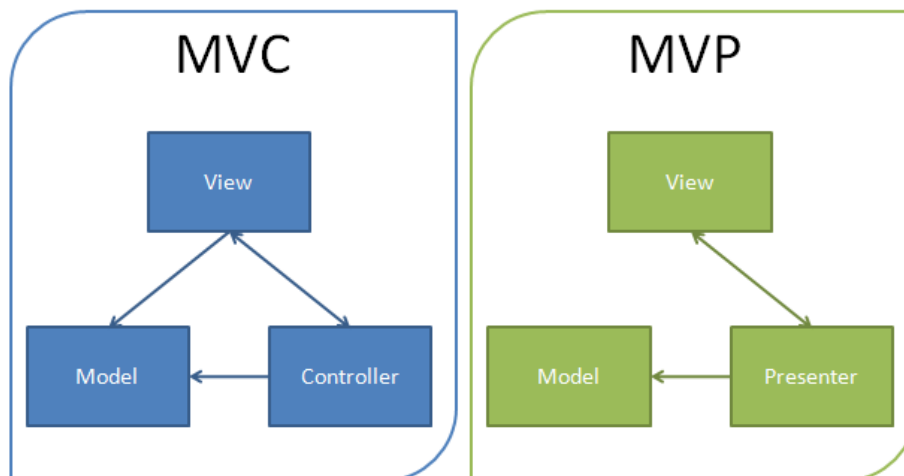 MVC
View
Model
Controller
MVP
View
Model
Presenter